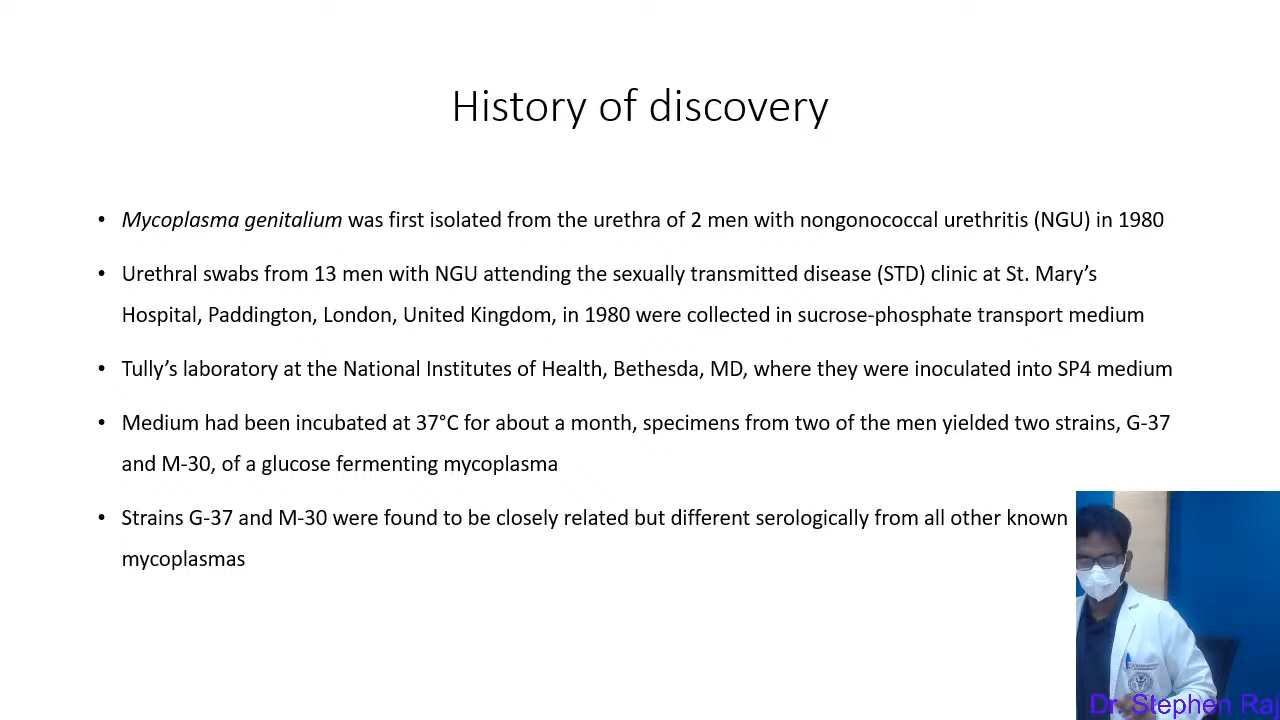 History of discovery
• Mycoplasma genitalium was first isolated from the urethra of 2 men with nongonococcal urethritis (NGU) in 1980
• Urethral swabs from 13 men with NGU attending the sexually transmitted disease (STD) clinic at St. Mary’s
Hospital, Paddington, London, United Kingdom, in 1980 were collected in sucrose-phosphate transport medium
• Tully’s laboratory at the National Institutes of Health, Bethesda, MD, where they were inoculated into SP4 medium
• Medium had been incubated at 37°C for about a month, specimens from two of the men yielded two strains, G-37
and M-30, of a glucose fermenting mycoplasma
• Strains G-37 and M-30 were found to be closely related but different serologically from all other known
mycoplasmas
Dr. Stephen Raj